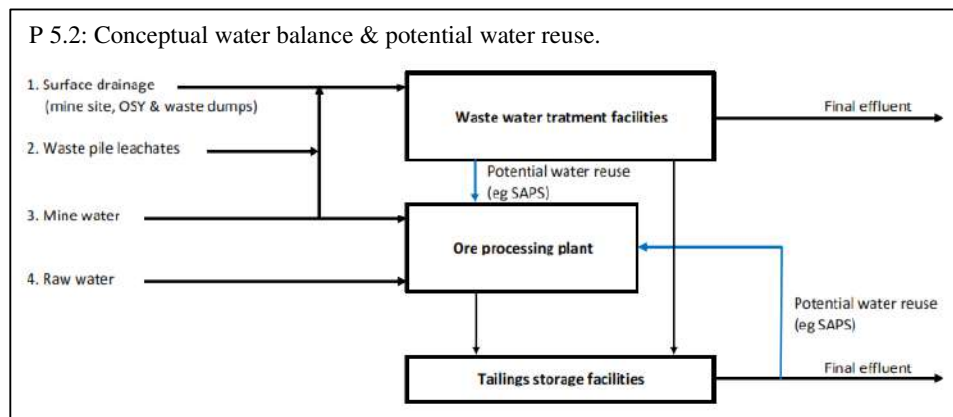 P 5.2: Conceptual water balance & potential water reuse.
1. Surface drainage
(mine site, OSY & waste dumps)
Waste water tratment facilities
Final effluent
2. Waste pile leachates
Potential water reuse
(eg SAPS)
3. Mine water
Ore processing plant
4. Raw water
Potential water reuse
(eg SAPS)
Tailings storage facilities
Final effluent